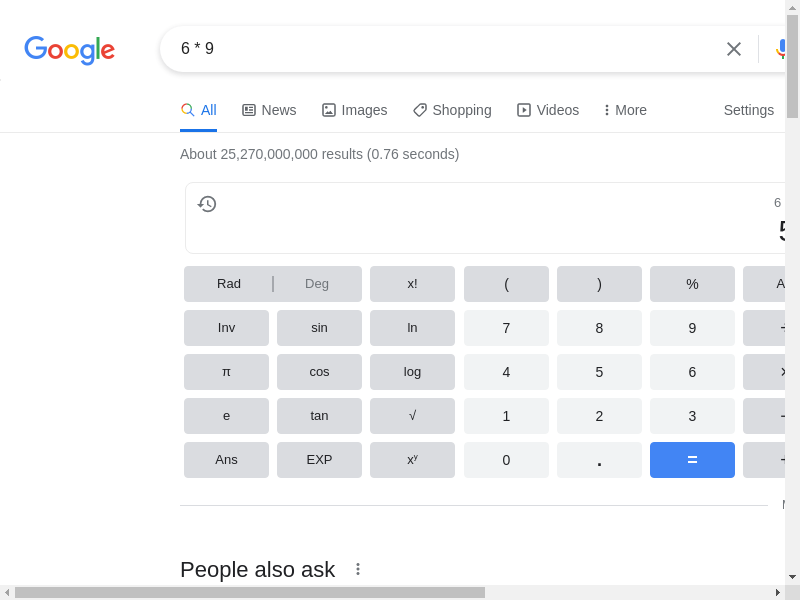 Google
6 * 9
All
News
Images
Shopping
Videos
More
Settings
About 25,270,000,000 results (0.76 seconds)
6
Rad
Deg
x!
(
)
%
Inv
sin
ln
7
8
9
π
cos
log
4
5
6
e
tan
√
1
2
3
Ans
EXP
xʸ
0
.
=
People also ask